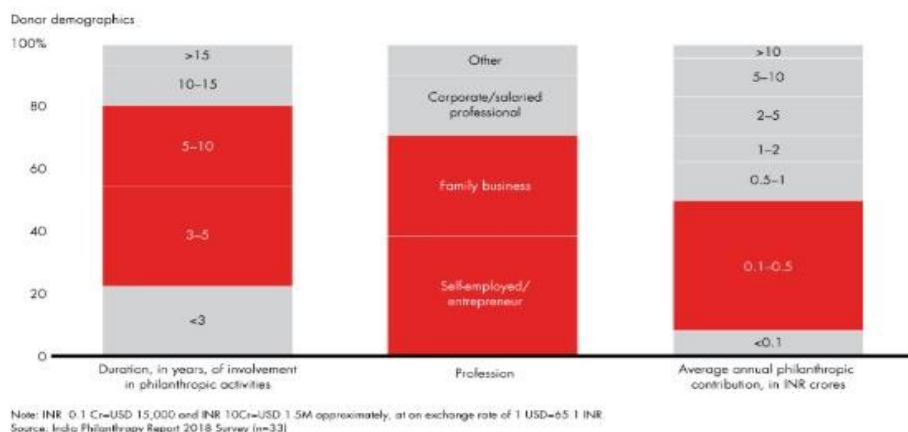 Donor demographics
100%
80
60
40
20
0
>15
10–15
5–10
3–5
<3
Duration, in years, of involvement
in philanthropic activities
Other
Corporate/salaried
professional
Family business
Self-employed/
entrepreneur
Profession
>10
5–10
2–5
1–2
0.5–1
0.1–0.5
<0.1
Average annual philanthropic
contribution, in INR crores
Note: INR 0.1 Cr=USD 15,000 and INR 10Cr=USD 1.5M approximately, at an exchange rate of 1 USD=65.1 INR
Source: India Philanthropy Report 2018 Survey (n=33)